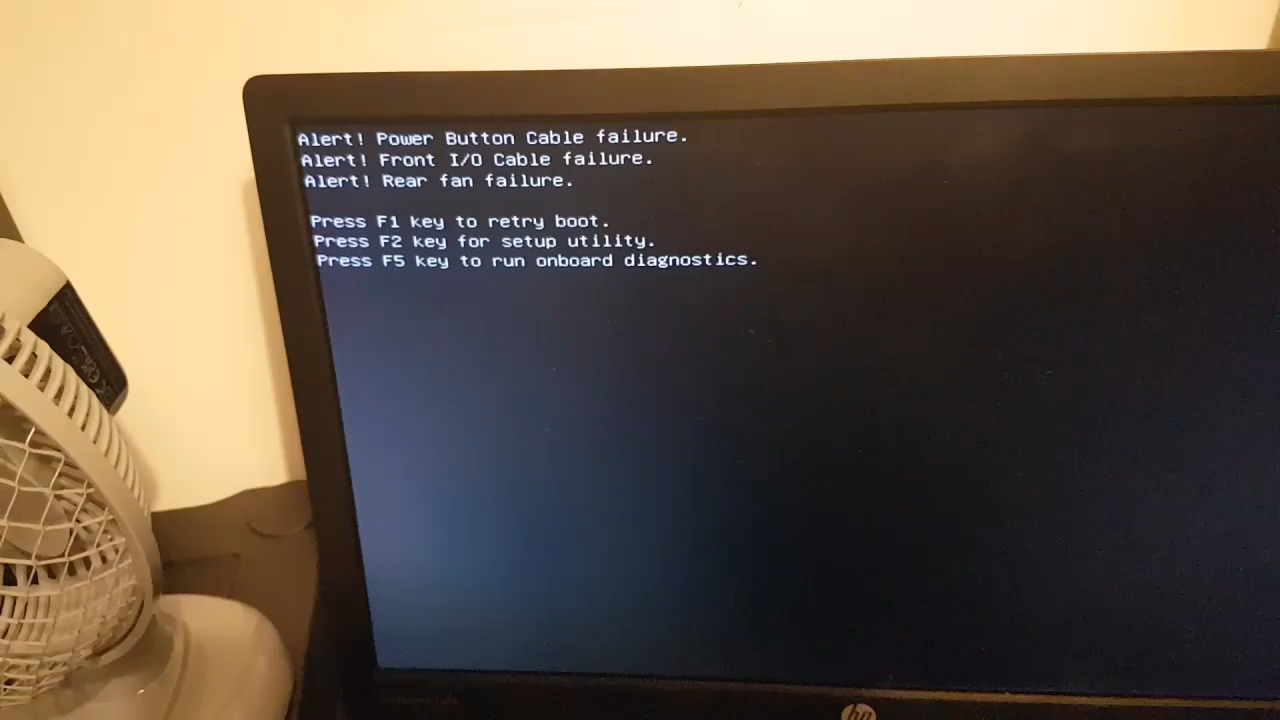 Alert! Power Button Cable failure.
Alert! Front I/O Cable failure.
Alert! Rear fan failure.
Press F1 key to retry boot.
Press F2 key for setup utility.
Press F5 key to run onboard diagnostics.
hp